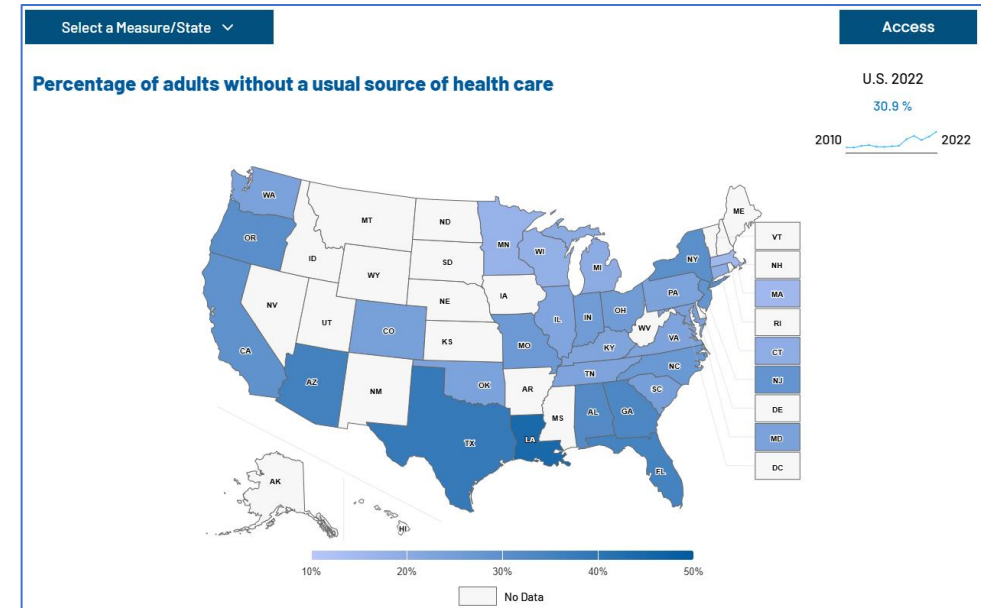 Select a Measure/State
Access
Percentage of adults without a usual source of health care
U.S. 2022
30.9 %
2010
2022
WA
MT
ND
MN
ME
VT
OR
ID
SD
WI
MI
NY
NH
WY
MA
NV
UT
NE
IA
PA
RI
CO
IL
IN
OH
WV
VA
CT
CA
KS
MO
KY
NJ
AZ
NM
OK
AR
TN
NC
DE
SC
MS
AL
GA
MD
TX
LA
DC
FL
AK
HI
10%
20%
30%
40%
50%
No Data